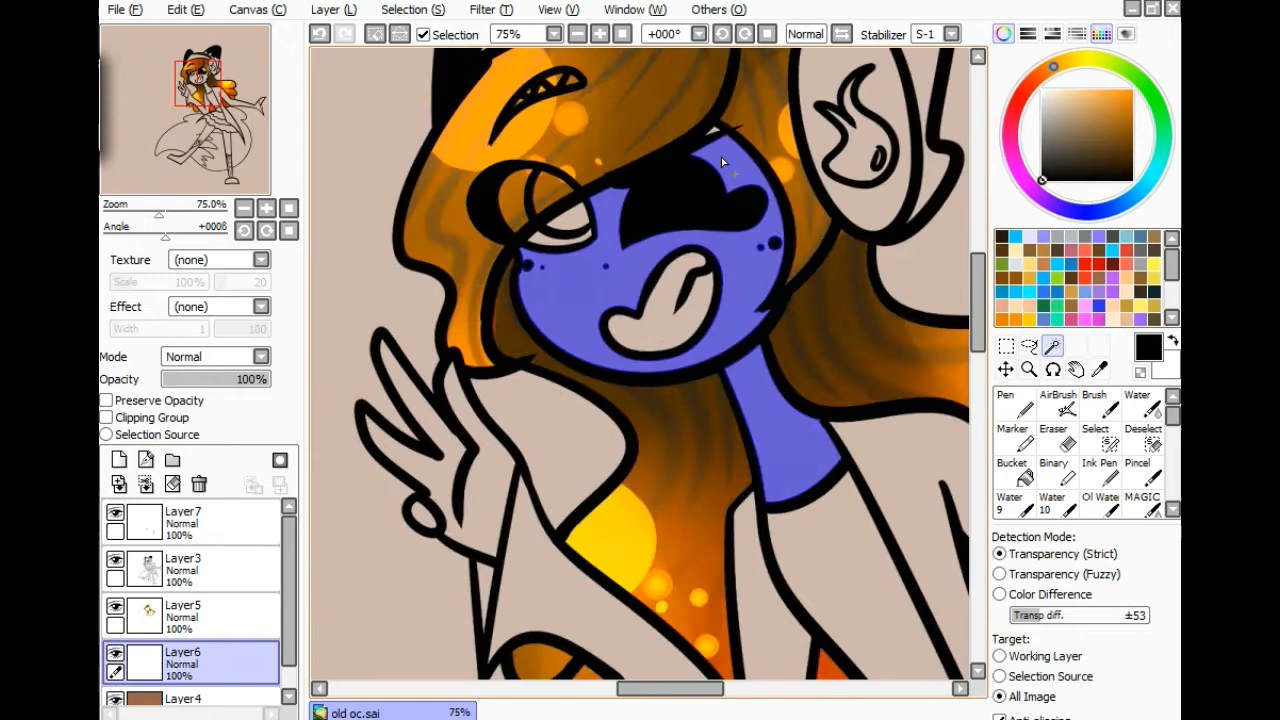 File (F) Edit (E) Canvas (C) Layer (L) Selection (S) Filter (T) View (V) Window (W) Others (O)
Selection 75% +000° Normal Stabilizer S-1
Zoom 75.0%
Angle +000ß
Texture (none)
Scale 100% 20
Effect (none)
Width 1 100
Mode Normal
Opacity 100%
Preserve Opacity
Clipping Group
Selection Source
Layer7
Normal
100%
Layer3
Normal
100%
Layer5
Normal
100%
Layer6
Normal
100%
Layer4
Pen AirBrush Brush Water
Marker Eraser Select Deselect
Bucket Binary Ink Pen Pincel
Water 9 Water 10 Ol Wate MAGIC
Detection Mode:
Transparency (Strict)
Transparency (Fuzzy)
Color Difference
Transp diff. ±53
Target:
Working Layer
Selection Source
All Image
old oc.sai 75%